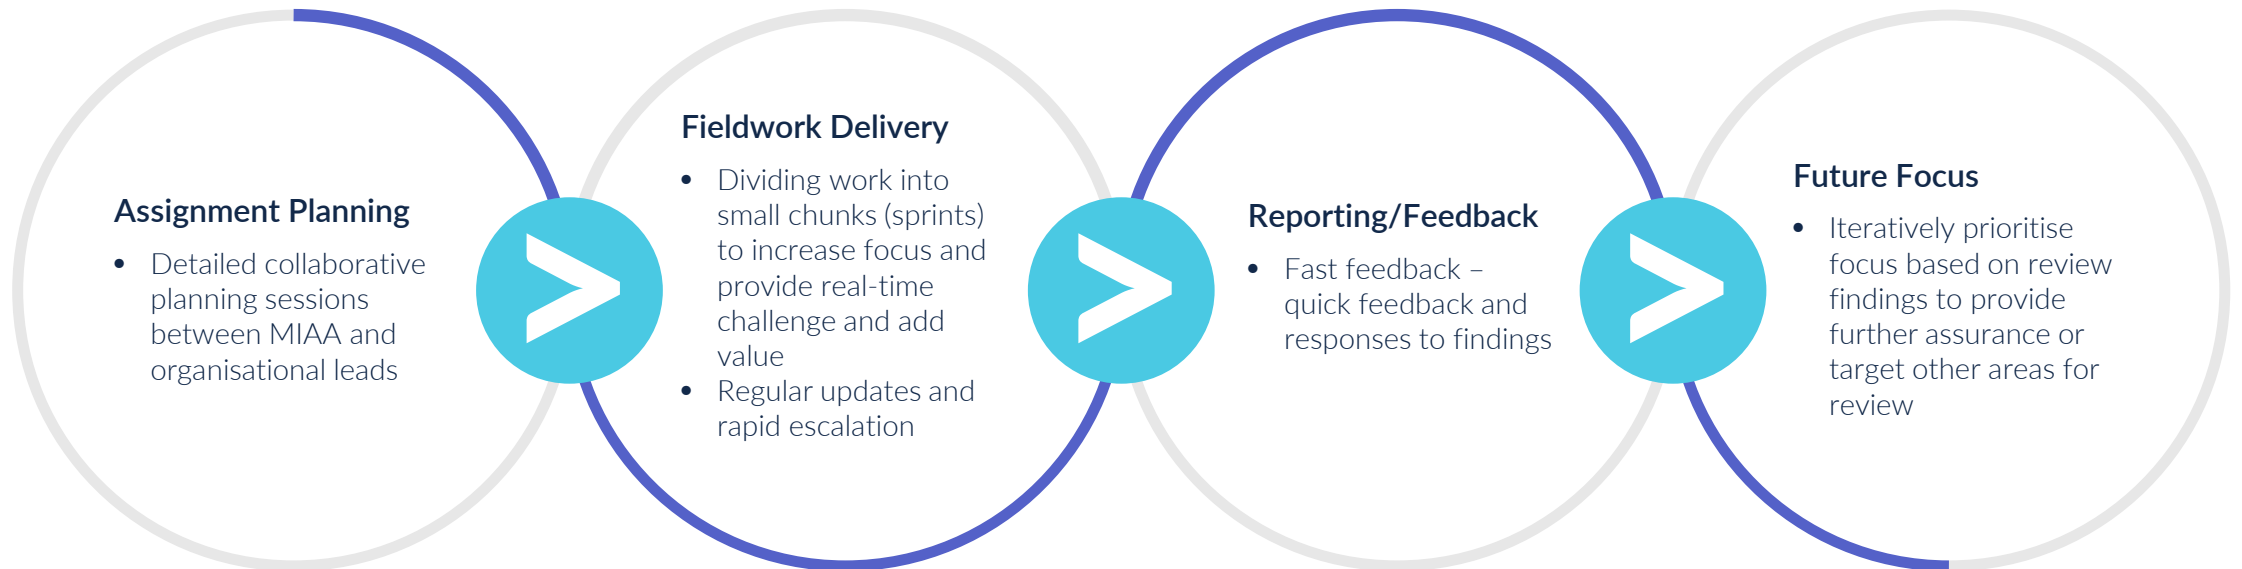 Assignment Planning
• Detailed collaborative
planning sessions
between MIAA and
organisational leads
Fieldwork Delivery
• Dividing work into
small chunks (sprints)
to increase focus and
provide real-time
challenge and add
value
• Regular updates and
rapid escalation
Reporting/Feedback
• Fast feedback –
quick feedback and
responses to findings
Future Focus
• Iteratively prioritise
focus based on review
findings to provide
further assurance or
target other areas for
review